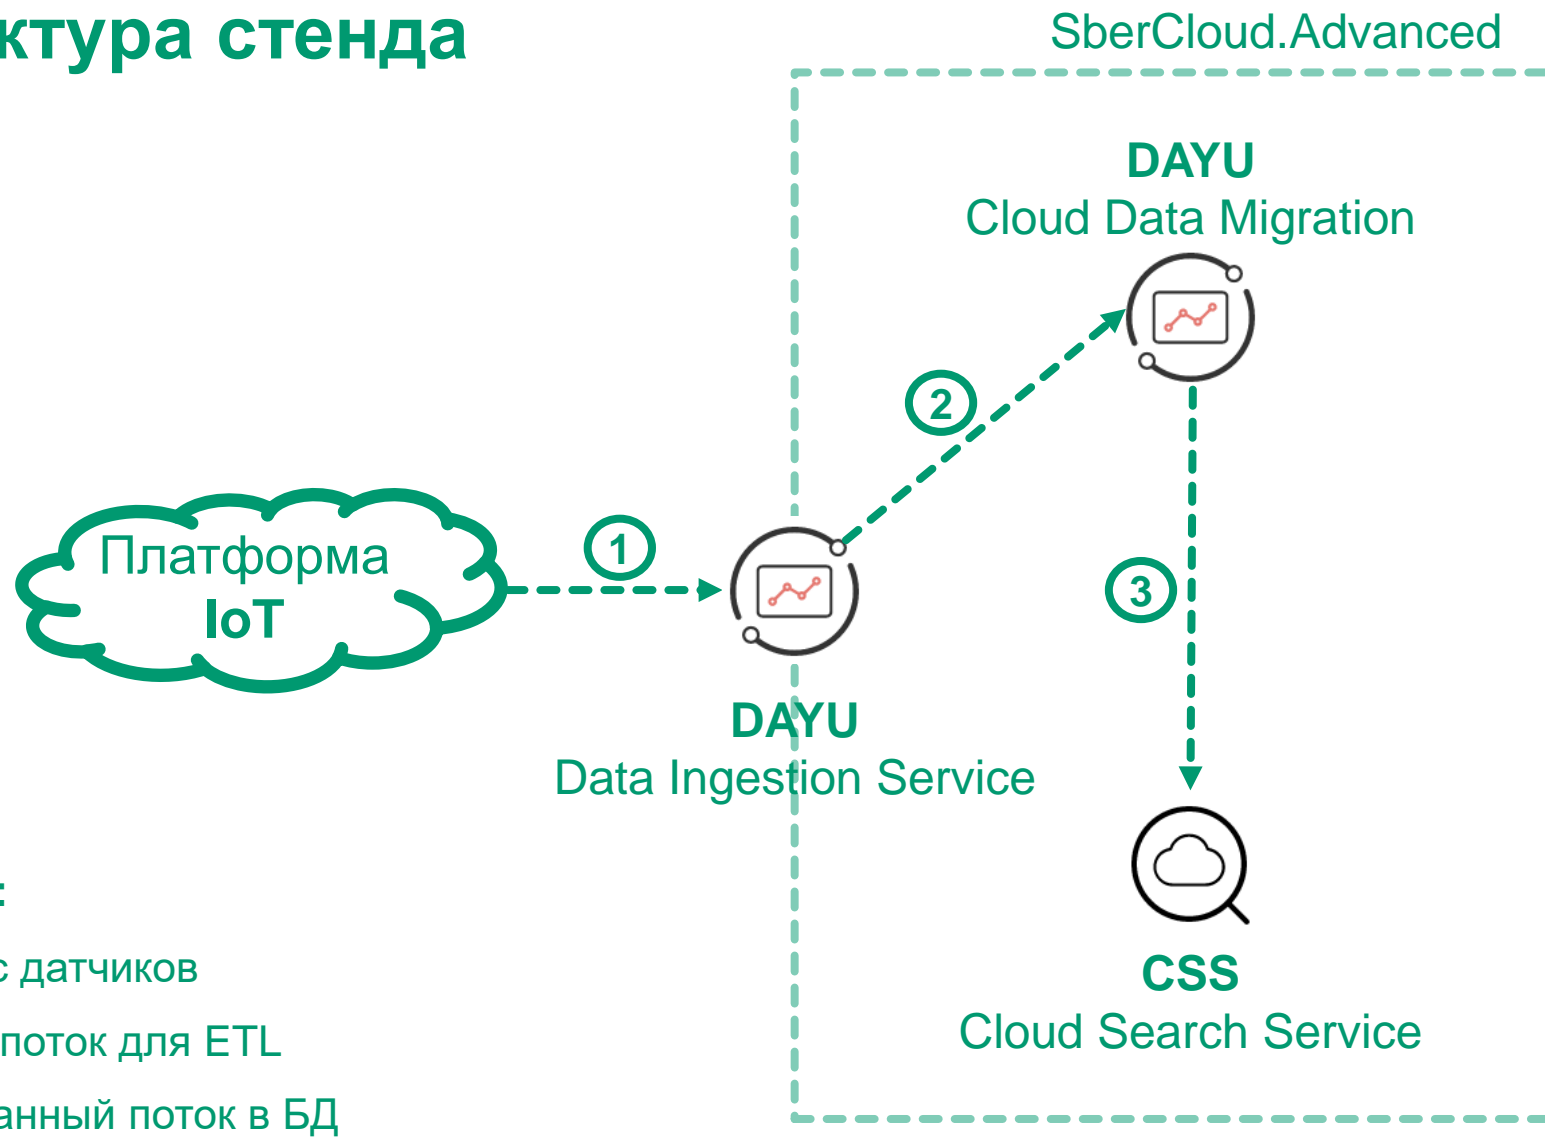 ктура стенда
SberCloud.Advanced
DAYU
Cloud Data Migration
2
1
Платформа
IoT
3
DAYU
Data Ingestion Service
CSS
Cloud Search Service
:
с датчиков
поток для ETL
анный поток в БД